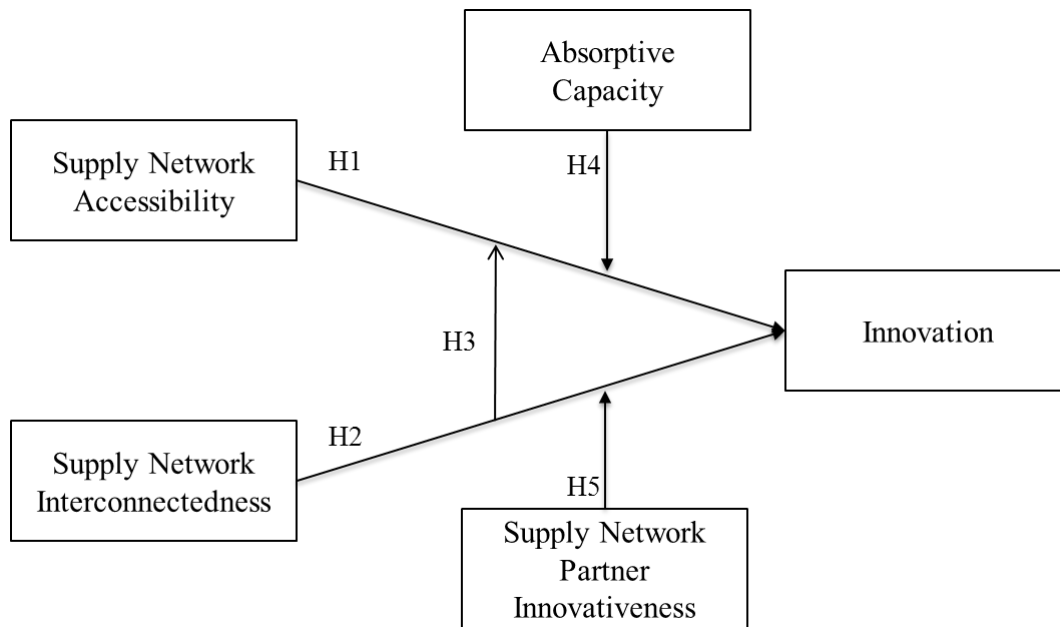 Absorptive
Capacity
Supply Network
Accessibility
H1
H4
Innovation
H3
H2
Supply Network
Interconnectedness
H5
Supply Network
Partner
Innovativeness